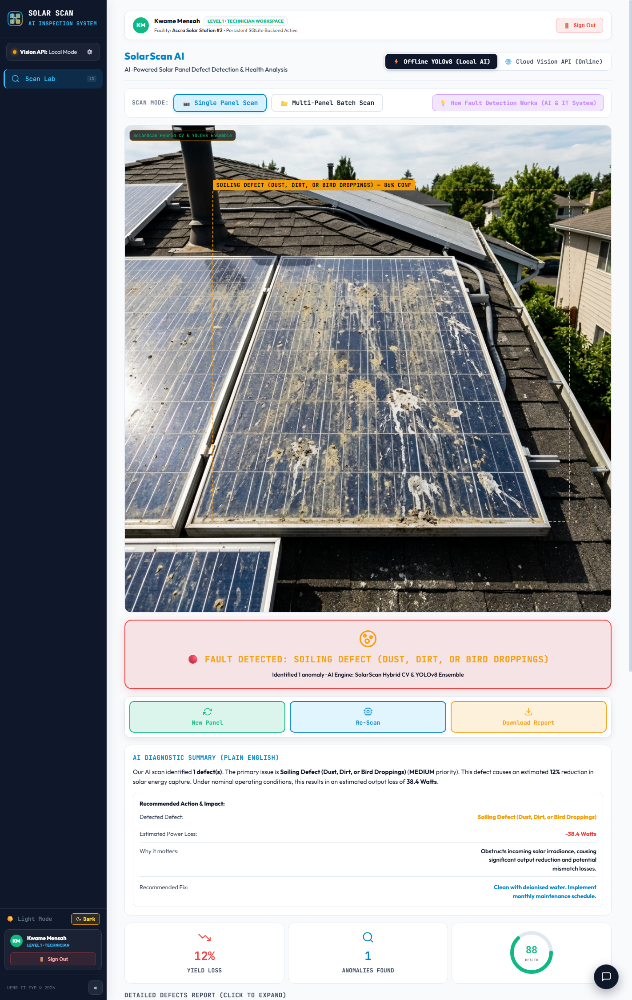 SOLAR SCAN
AI INSPECTION SYSTEM
Vision API: Local Mode
Scan Lab
L1
Light Mode
Dark
KM
Kwame Mensah
LEVEL 1 • TECHNICIAN
Sign Out
UENR IT FYP © 2026
«
KM
Kwame Mensah
LEVEL 1 • TECHNICIAN WORKSPACE
Facility: Accra Solar Station #2 • Persistent SQLite Backend Active
Sign Out
SolarScan AI
AI-Powered Solar Panel Defect Detection & Health Analysis
Offline YOLOv8 (Local AI)
Cloud Vision API (Online)
SCAN MODE:
Single Panel Scan
Multi-Panel Batch Scan
How Fault Detection Works (AI & IT System)
SolarScan Hybrid CV & YOLOv8 Ensemble
SOILING DEFECT (DUST, DIRT, OR BIRD DROPPINGS) — 86% CONF
FAULT DETECTED: SOILING DEFECT (DUST, DIRT, OR BIRD DROPPINGS)
Identified 1 anomaly · AI Engine: SolarScan Hybrid CV & YOLOv8 Ensemble
New Panel
Re-Scan
Download Report
AI DIAGNOSTIC SUMMARY (PLAIN ENGLISH)
Our AI scan identified 1 defect(s). The primary issue is Soiling Defect (Dust, Dirt, or Bird Droppings) (MEDIUM priority). This defect causes an estimated 12% reduction in
solar energy capture. Under nominal operating conditions, this results in an estimated output loss of 38.4 Watts.
Recommended Action & Impact:
Detected Defect:
Soiling Defect (Dust, Dirt, or Bird Droppings)
Estimated Power Loss:
-38.4 Watts
Why it matters:
Obstructs incoming solar irradiance, causing
significant output reduction and potential
mismatch losses.
Recommended Fix:
Clean with deionised water. Implement
monthly maintenance schedule.
12%
YIELD LOSS
1
ANOMALIES FOUND
88
HEALTH
DETAILED DEFECTS REPORT (CLICK TO EXPAND)